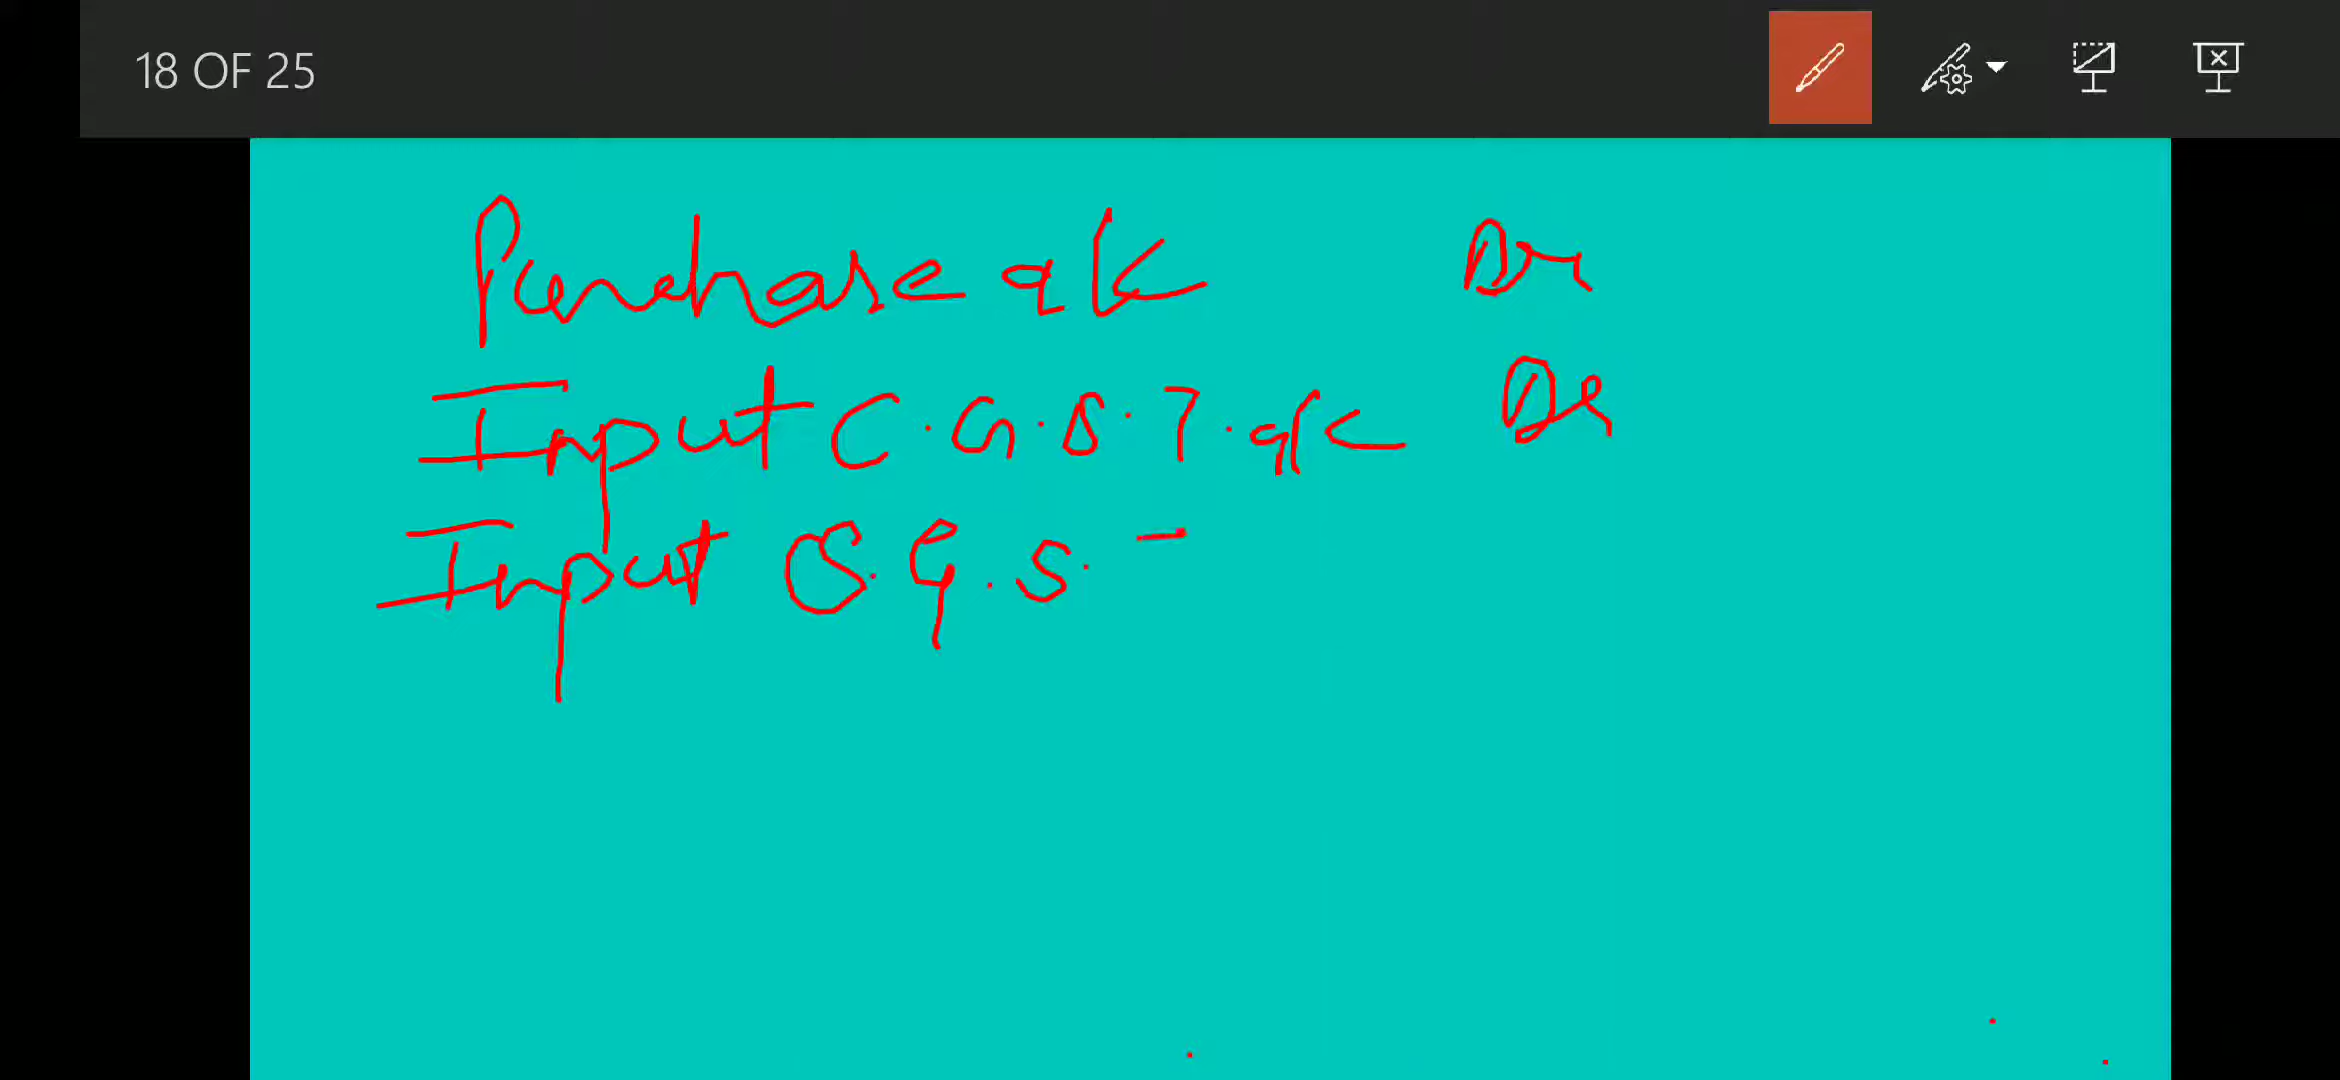 18 OF 25
Purchase a/c Dr
Input C.G.S.T. a/c Dr
Input S.G.S.